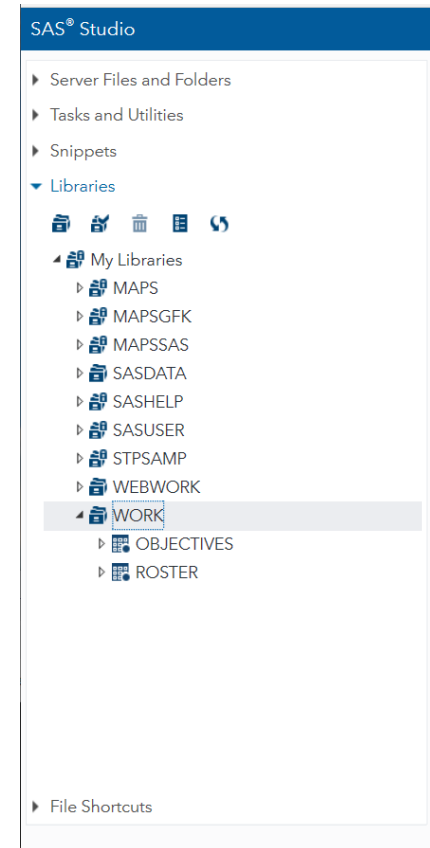 SAS® Studio
Server Files and Folders
Tasks and Utilities
Snippets
Libraries
My Libraries
MAPS
MAPSGFK
MAPSSAS
SASDATA
SASHELP
SASUSER
STPSAMP
WEBWORK
WORK
OBJECTIVES
ROSTER
File Shortcuts